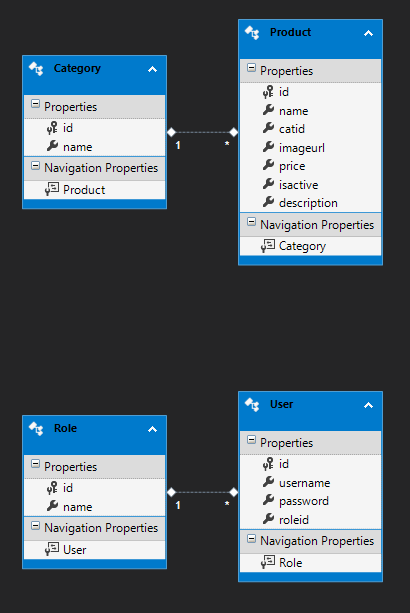 Category
Properties
id
name
Navigation Properties
Product
1
*
Product
Properties
id
name
catid
imageurl
price
isactive
description
Navigation Properties
Category
Role
Properties
id
name
Navigation Properties
User
1
*
User
Properties
id
username
password
roleid
Navigation Properties
Role